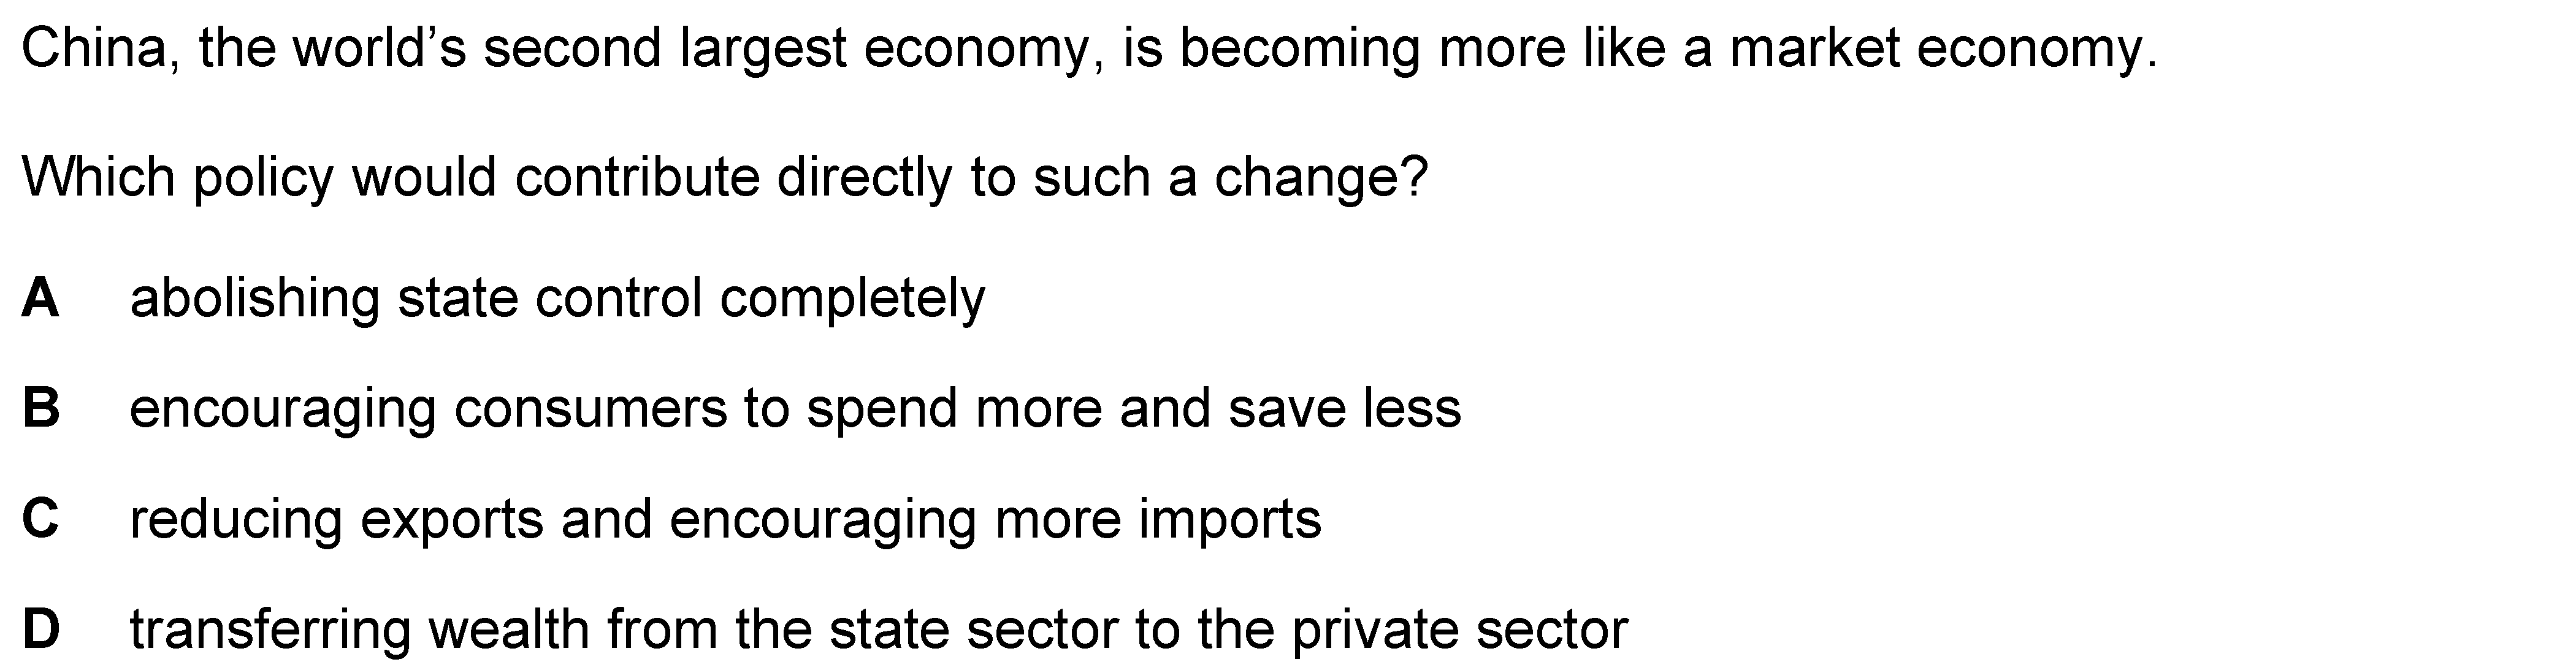 China, the world’s second largest economy, is becoming more like a market economy.
Which policy would contribute directly to such a change?
A abolishing state control completely
B encouraging consumers to spend more and save less
C reducing exports and encouraging more imports
D transferring wealth from the state sector to the private sector